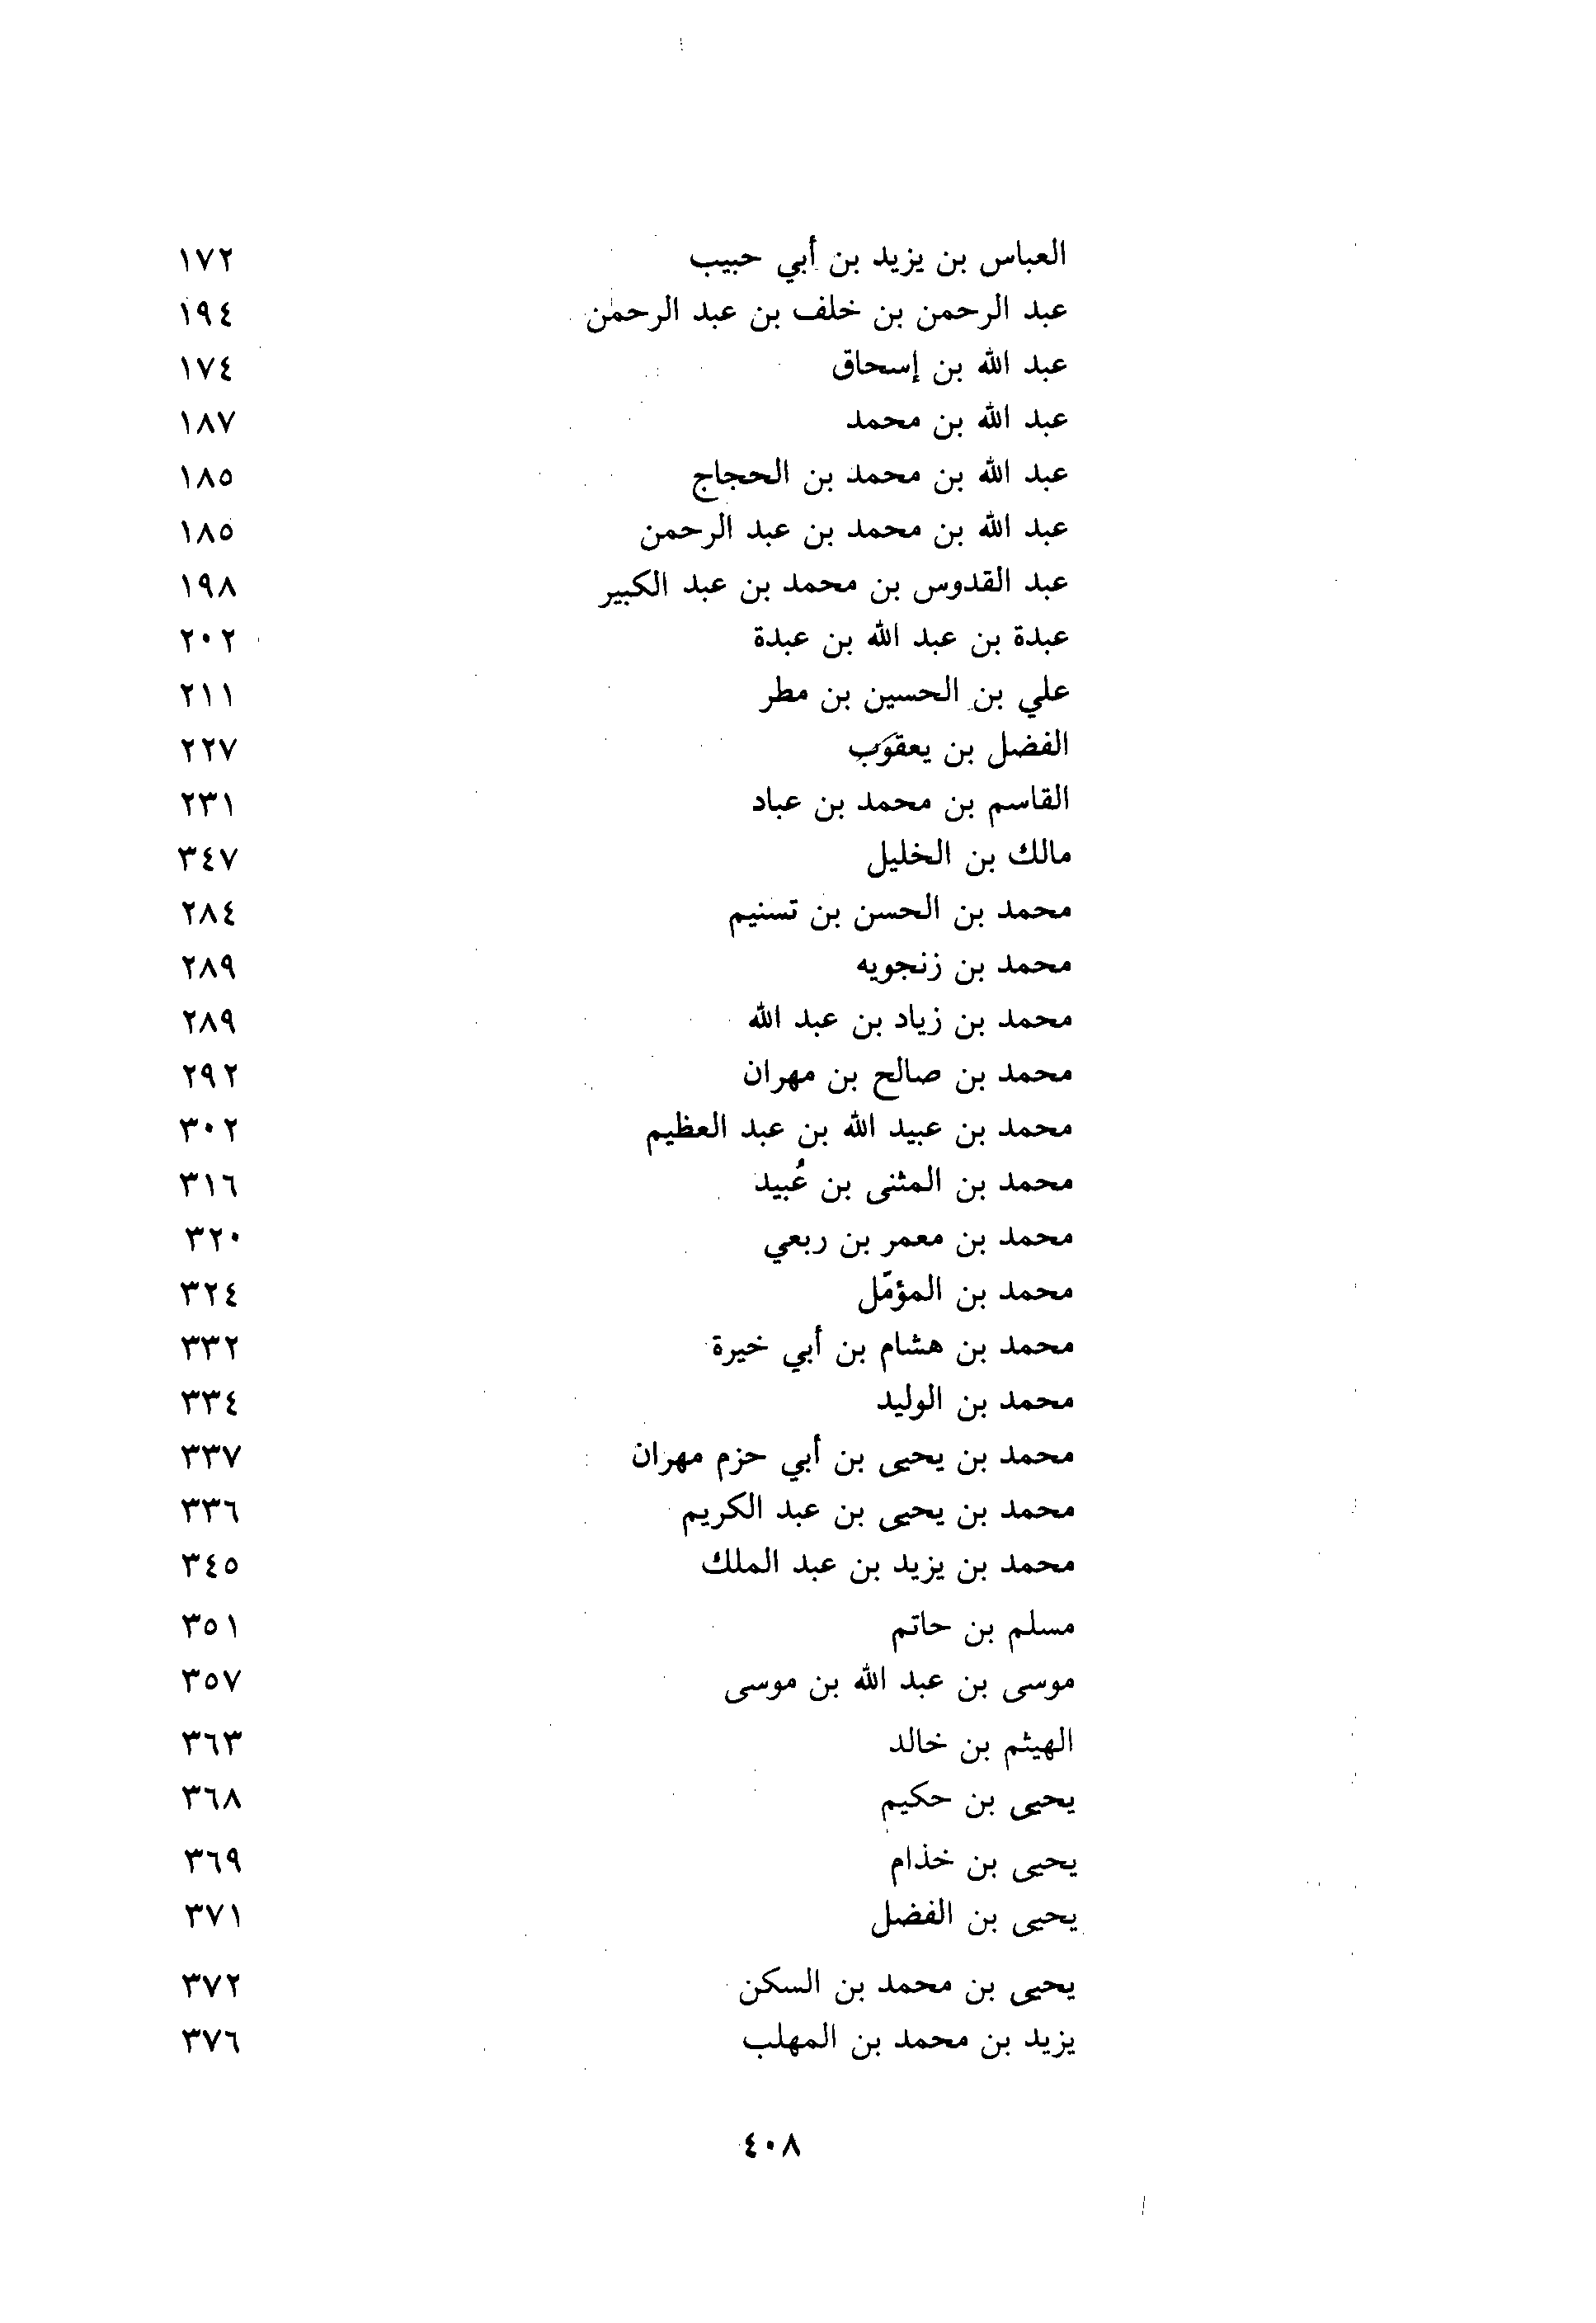 العباس بن يزيد بن أبي حبيب ١٧٢
عبد الرحمن بن خلف بن عبد الرحمن ١٩٤
عبد الله بن إسحاق ١٧٤
عبد الله بن محمد ١٨٧
عبد الله بن محمد بن الحجاج ١٨٥
عبد الله بن محمد بن عبد الرحمن ١٨٥
عبد القدوس بن محمد بن عبد الكبير ١٩٨
عبدة بن عبد الله بن عبدة ٢٠٢
علي بن الحسين بن مطر ٢١١
الفضل بن يعقوب ٢٢٧
القاسم بن محمد بن عباد ٢٣١
مالك بن الخليل ٣٤٧
محمد بن الحسن بن تسنيم ٢٨٤
محمد بن زنجويه ٢٨٩
محمد بن زياد بن عبد الله ٢٨٩
محمد بن صالح بن مهران ٢٩٢
محمد بن عبيد الله بن عبد العظيم ٣٠٢
محمد بن المثنى بن عُبيد ٣١٦
محمد بن معمر بن ربعي ٣٢٠
محمد بن المؤمّل ٣٢٤
محمد بن هشام بن أبي خيرة ٣٣٢
محمد بن الوليد ٣٣٤
محمد بن يحيى بن أبي حزم مهران ٣٣٧
محمد بن يحيى بن عبد الكريم ٣٣٦
محمد بن يزيد بن عبد الملك ٣٤٥
مسلم بن حاتم ٣٥١
موسى بن عبد الله بن موسى ٣٥٧
الهيثم بن خالد ٣٦٣
يحيى بن حكيم ٣٦٨
يحيى بن خذام ٣٦٩
يحيى بن الفضل ٣٧١
يحيى بن محمد بن السكن ٣٧٢
يزيد بن محمد بن المهلب ٣٧٦
٤٠٨